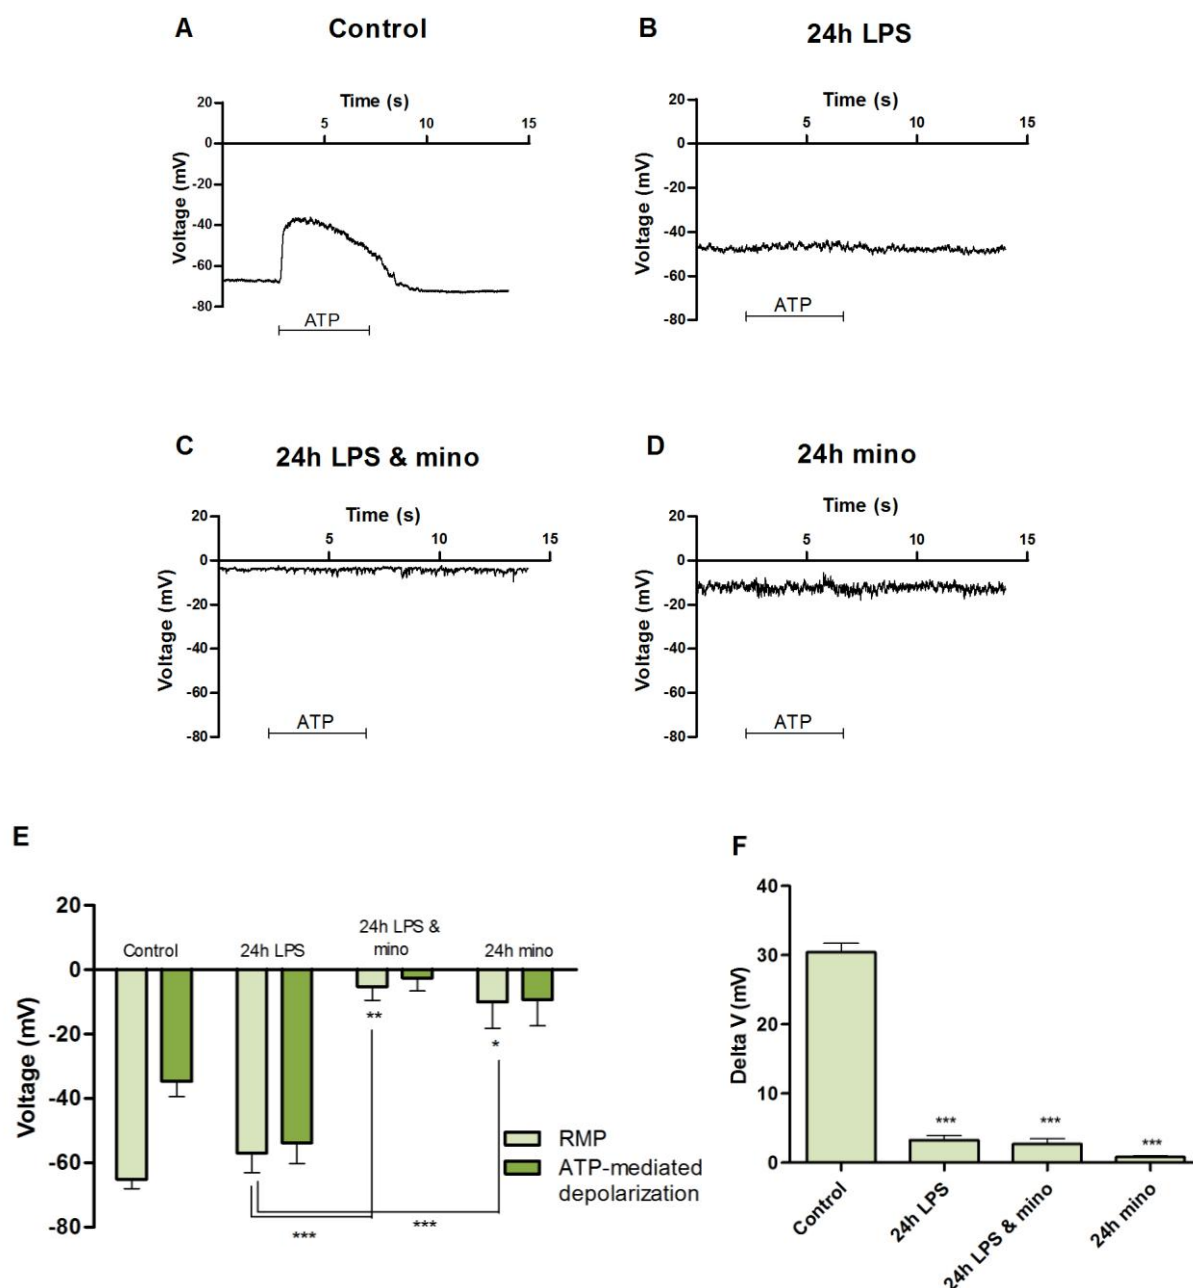 A
Control
20
0
-20
-40
-60
-80
Voltage (mV)
Time (s)
5
10
15
ATP
B
24h LPS
20
0
-20
-40
-60
-80
Voltage (mV)
Time (s)
5
10
15
ATP
C
24h LPS & mino
20
0
-20
-40
-60
-80
Voltage (mV)
Time (s)
5
10
15
ATP
D
24h mino
20
0
-20
-40
-60
-80
Voltage (mV)
Time (s)
5
10
15
ATP
E
20
0
-20
-40
-60
-80
Voltage (mV)
Control
24h LPS
24h LPS &
mino
24h mino
**
*
***
***
RMP
ATP-mediated
depolarization
F
40
30
20
10
0
Delta V (mV)
***
***
***
Control
24h LPS
24h LPS & mino
24h mino